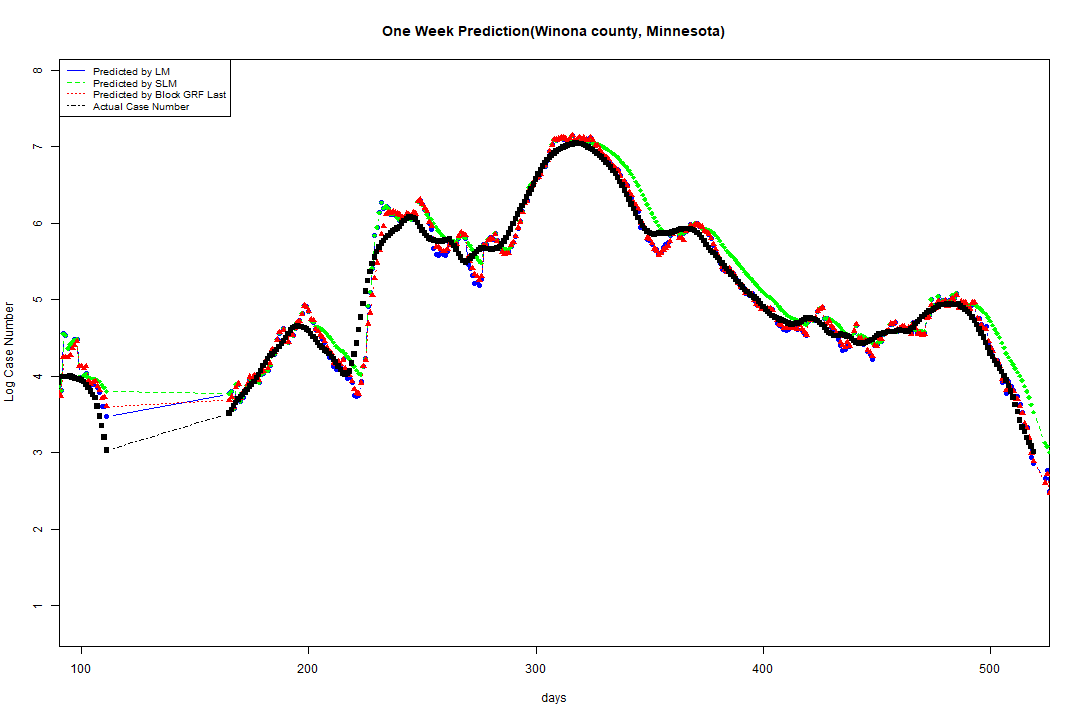 One Week Prediction(Winona county, Minnesota)
Predicted by LM
Predicted by SLM
Predicted by Block GRF Last
Actual Case Number
8
7
6
5
4
3
2
1
Log Case Number
100 200 300 400 500
days